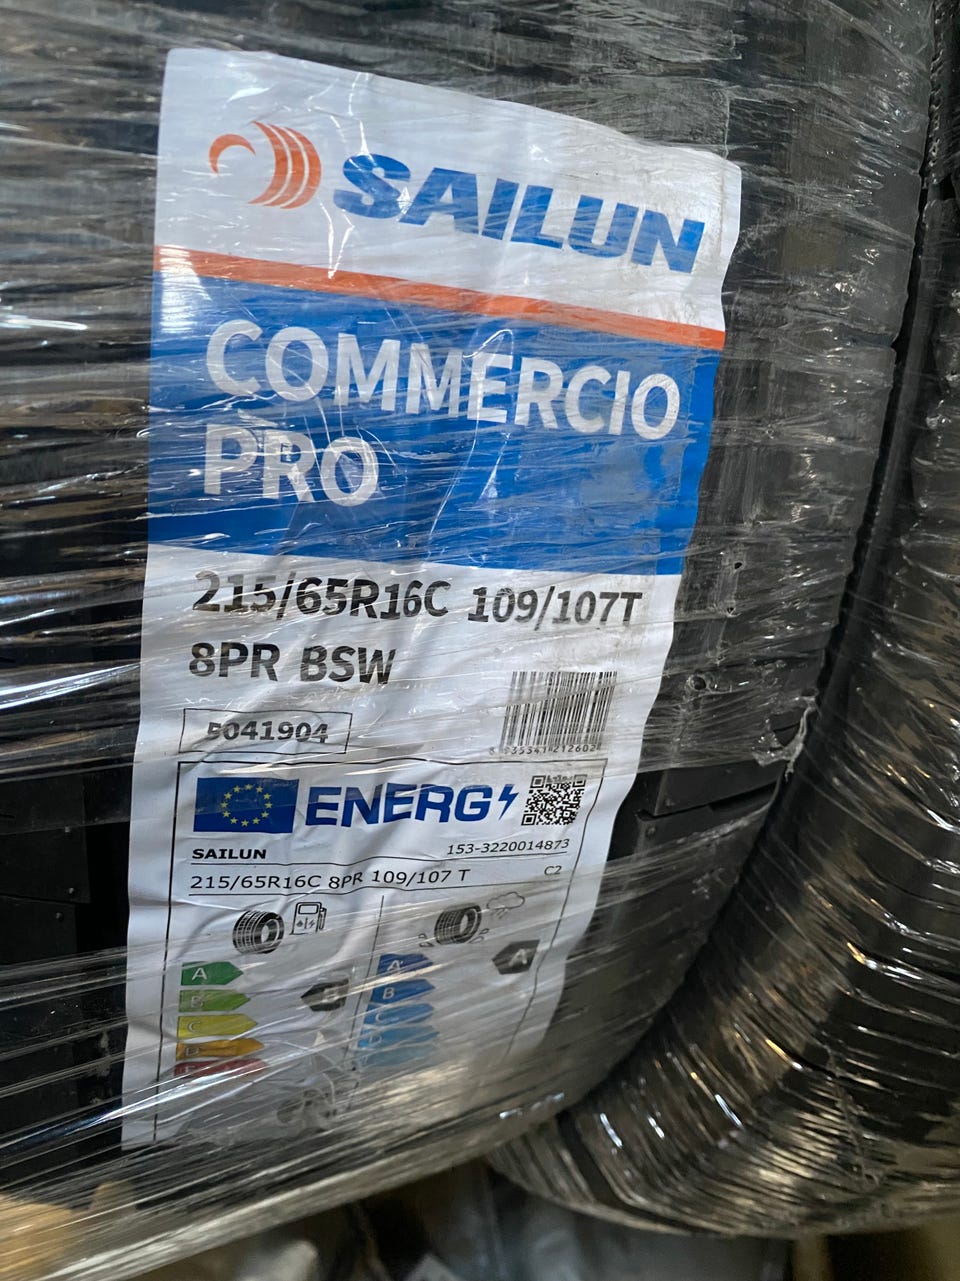 SAILUN
COMMERCIO
PRO
215/65R16C 109/107T
8PR BSW
5041904
ENERG
SAILUN
153-3220014873
215/65R16C 8PR 109/107 T
C2
A
B
C
D
E
B
A
B
C
A